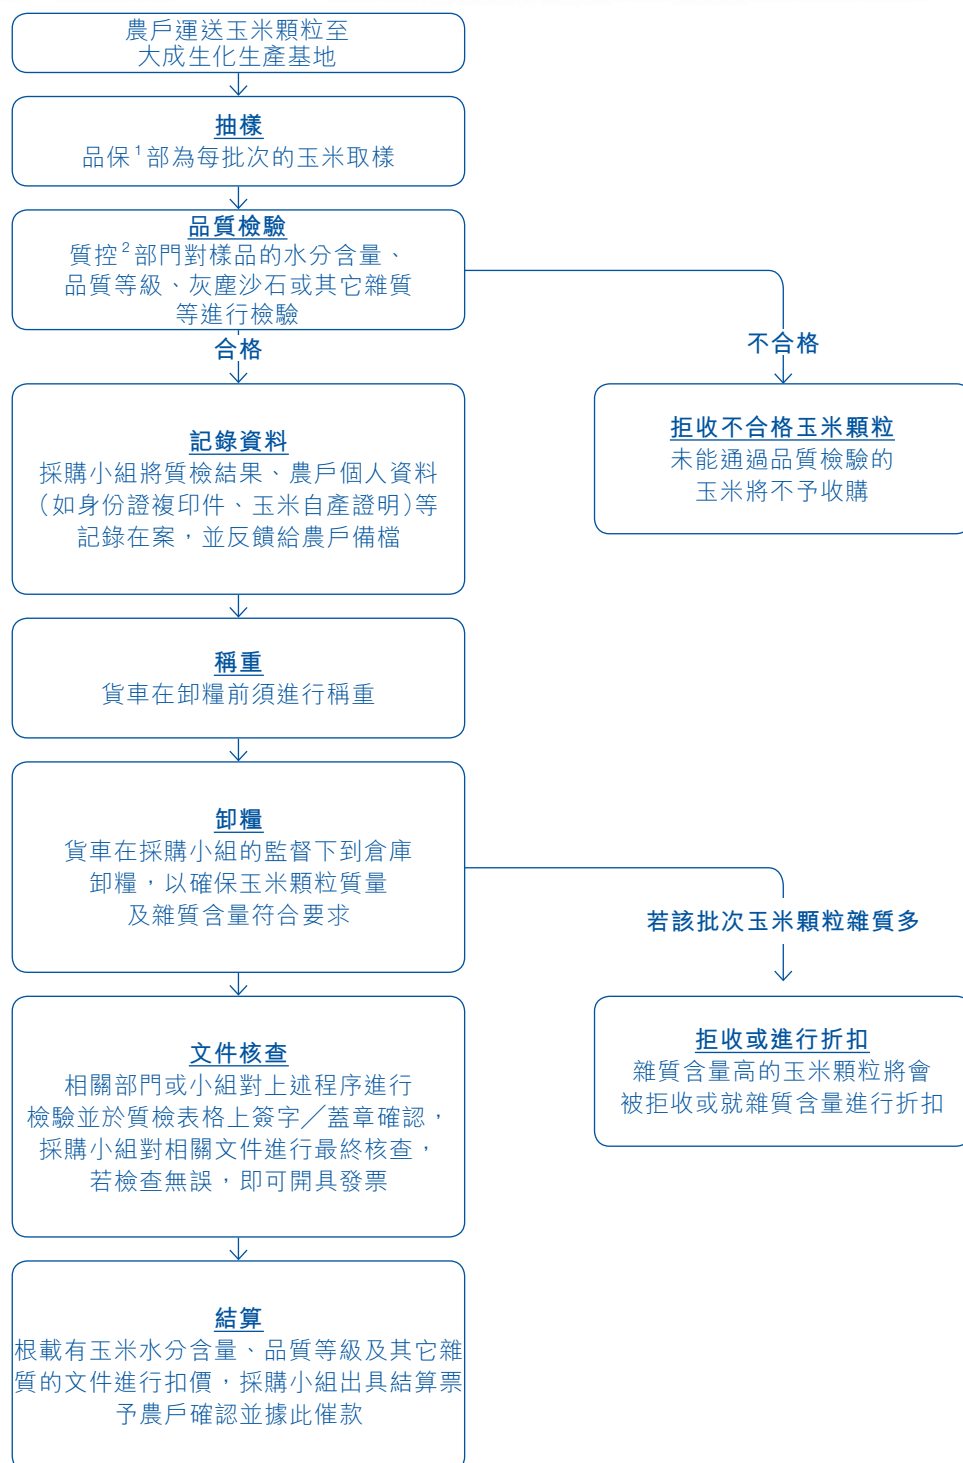 農戶運送玉米顆粒至
大成生化生產基地
抽樣
品保¹部為每批次的玉米取樣
品質檢驗
質控²部門對樣品的水分含量、
品質等級、灰塵沙石或其它雜質
等進行檢驗
合格
不合格
記錄資料
採購小組將質檢結果、農戶個人資料
(如身份證複印件、玉米自產證明)等
記錄在案，並反饋給農戶備檔
拒收不合格玉米顆粒
未能通過品質檢驗的
玉米將不予收購
稱重
貨車在卸糧前須進行稱重
卸糧
貨車在採購小組的監督下到倉庫
卸糧，以確保玉米顆粒質量
及雜質含量符合要求
若該批次玉米顆粒雜質多
拒收或進行折扣
雜質含量高的玉米顆粒將會
被拒收或就雜質含量進行折扣
文件核查
相關部門或小組對上述程序進行
檢驗並於質檢表格上簽字／蓋章確認，
採購小組對相關文件進行最終核查，
若檢查無誤，即可開具發票
結算
根載有玉米水分含量、品質等級及其它雜
質的文件進行扣價，採購小組出具結算票
予農戶確認並據此催款